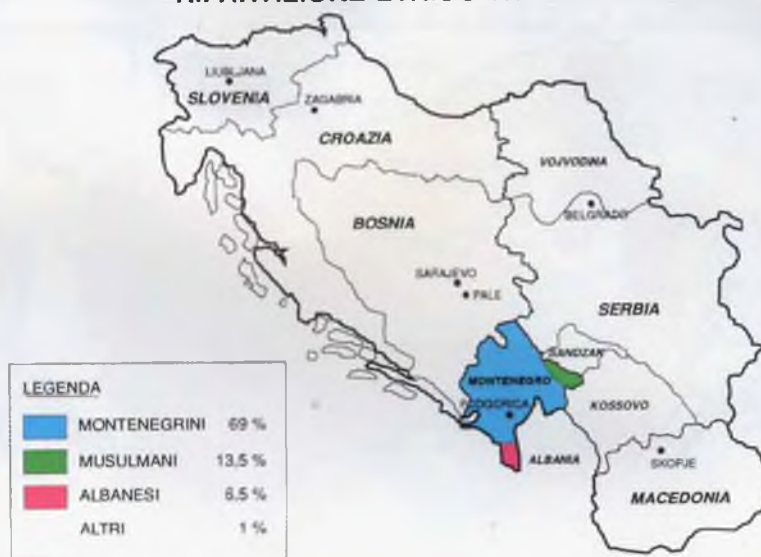 LJUBLJANA
SLOVENIA
ZAGABRIA
CROAZIA
VOJVODINA
BELGRADO
BOSNIA
SARAJEVO
PALE
SERBIA
SANDZAK
MONTENEGRO
PODGORICA
KOSSOVO
ALBANIA
SKOPJE
MACEDONIA
LEGENDA
MONTENEGRINI 69 %
MUSULMANI 13,5 %
ALBANESI 6,5 %
ALTRI 1 %